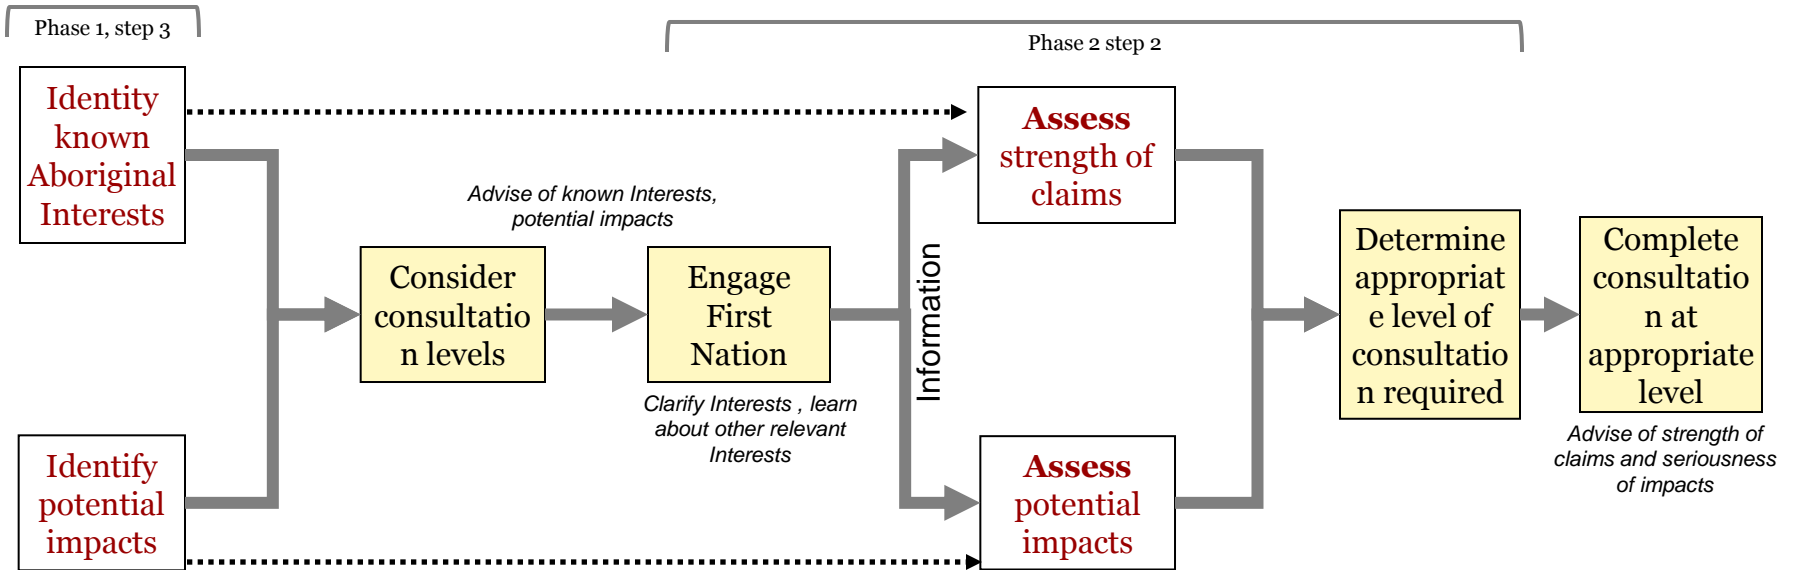 Phase 1, step 3
Phase 2 step 2
Identity
known
Aboriginal
Interests
Identify
potential
impacts
Consider
consultatio
n levels
Advise of known Interests,
potential impacts
Engage
First
Nation
Clarify Interests , learn
about other relevant
Interests
Information
Assess
strength of
claims
Assess
potential
impacts
Determine
appropriat
e level of
consultatio
n required
Complete
consultatio
n at
appropriate
level
Advise of strength of
claims and seriousness
of impacts